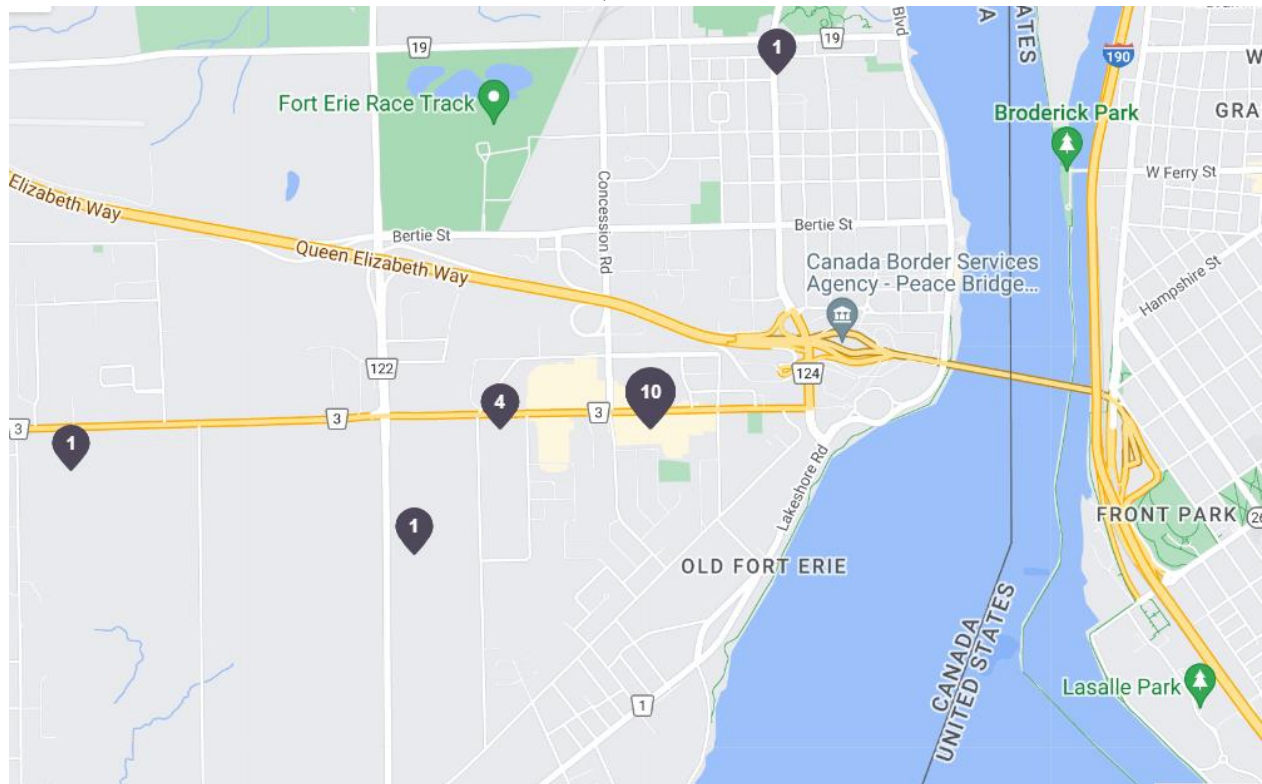 19
1
19
Blvd
ATES
A
190
W
Fort Erie Race Track
Broderick Park
GRA
W Ferry St
Elizabeth Way
Concession Rd
Bertie St
Bertie St
Queen Elizabeth Way
Canada Border Services
Agency - Peace Bridge...
Hampshire St
122
124
4
10
3
3
3
1
1
Lakeshore Rd
FRONT PARK
26
OLD FORT ERIE
CANADA
UNITED STATES
Lasalle Park
1